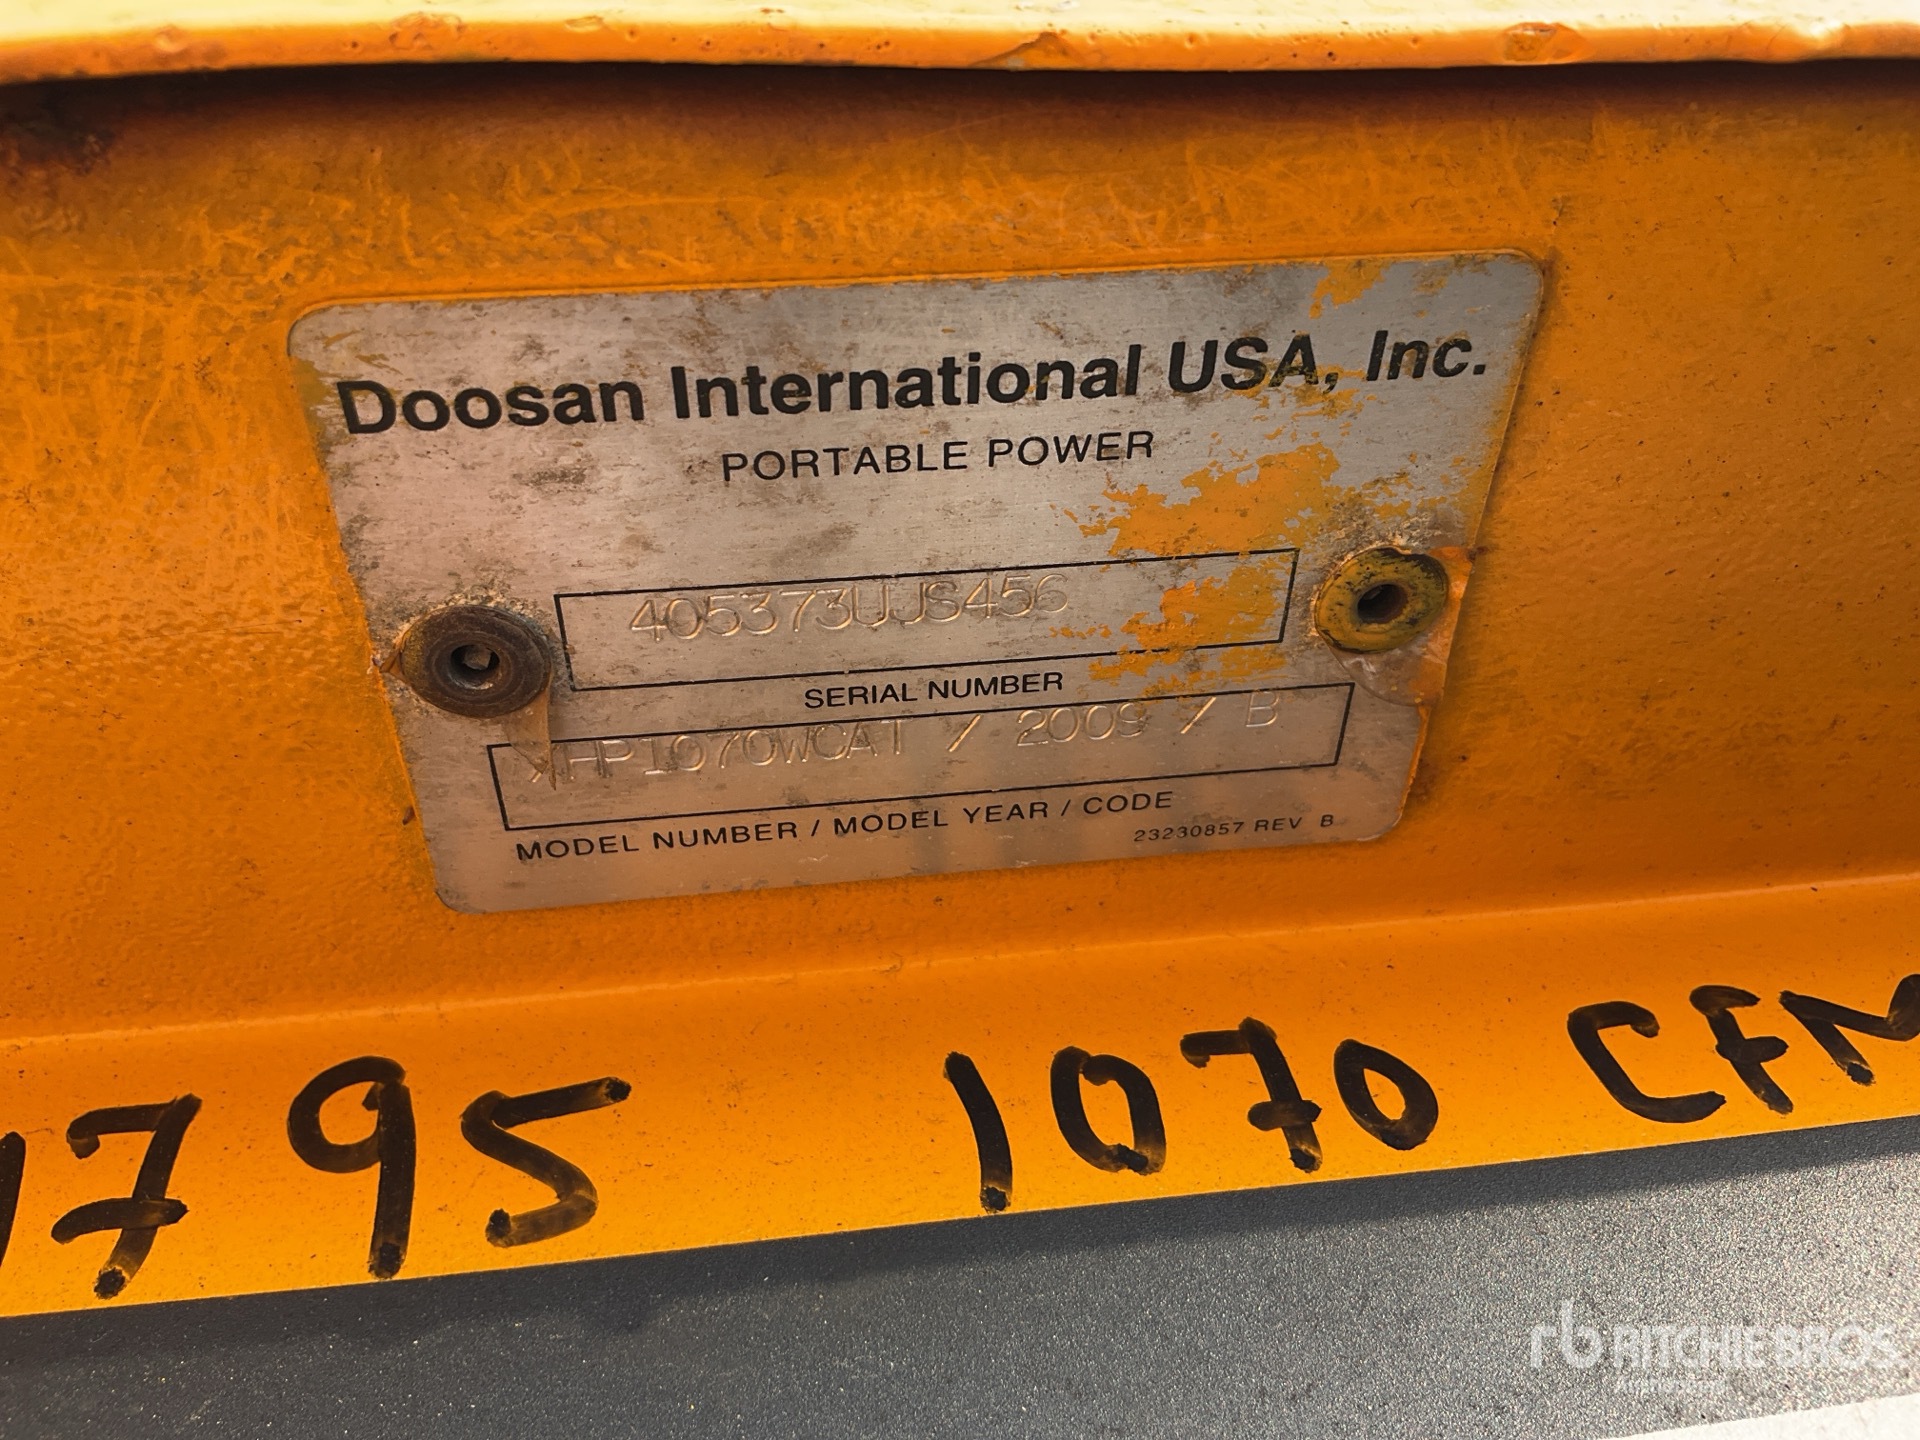 Doosan International USA, Inc.
PORTABLE POWER
405373UJS456
SERIAL NUMBER
XHP1070WCAT / 2009 / B
MODEL NUMBER / MODEL YEAR / CODE
23230857 REV B
795 1070 CFM
rb RITCHIE BROS